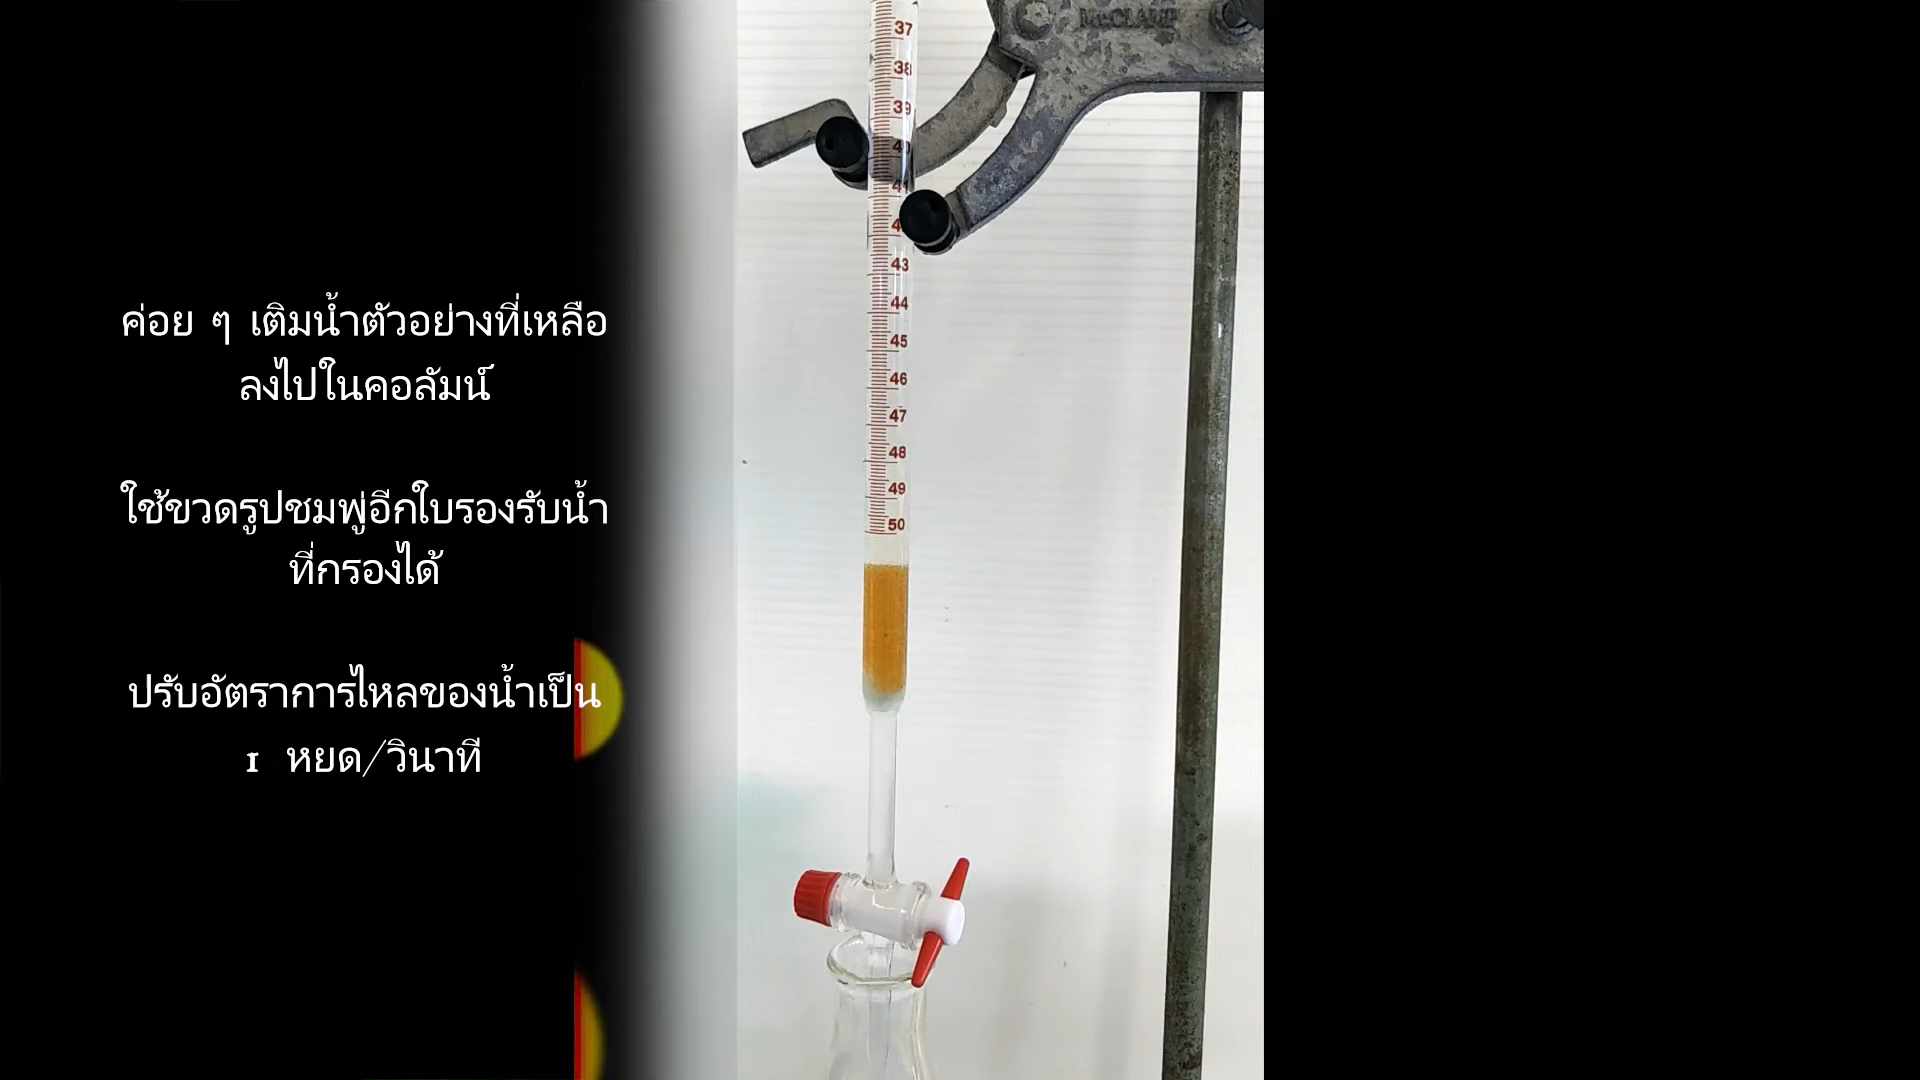 McCLAMP
37
38
39
40
41
43
44
45
46
47
48
49
50
ค่อย ๆ เติมน้ำตัวอย่างที่เหลือ
ลงไปในคอลัมน์
ใช้ขวดรูปชมพู่อีกใบรองรับน้ำ
ที่กรองได้
ปรับอัตราการไหลของน้ำเป็น
1 หยด/วินาที